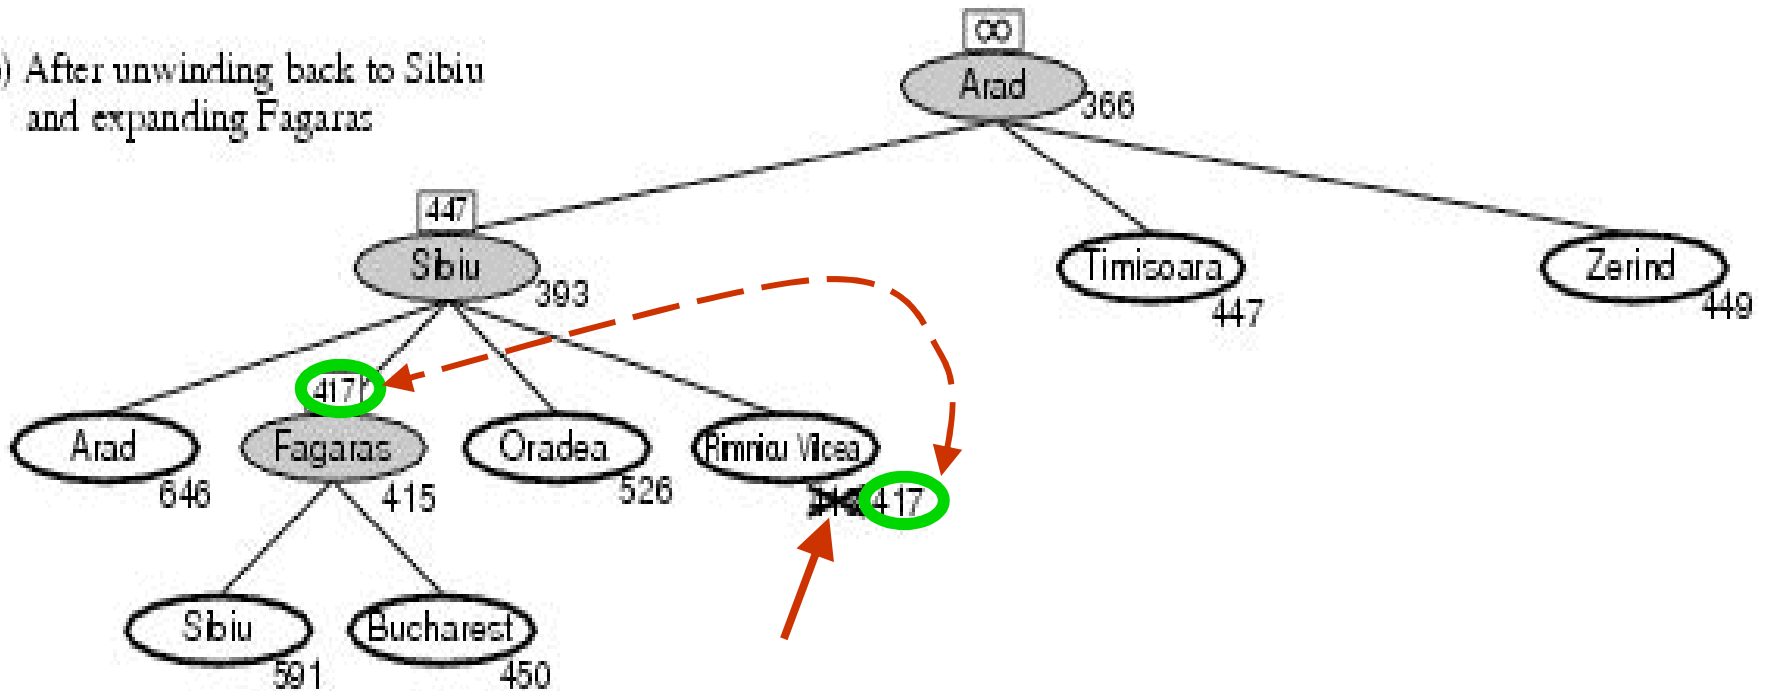 ∞
) After unwinding back to Sibiu
Arad
366
and expanding Fagaras
447
Sibiu
393
Timisoara
447
Zerind
449
417
Arad
646
Fagaras
415
Oradea
526
Rimnicu Vilcea
417
Sibiu
591
Bucharest
450